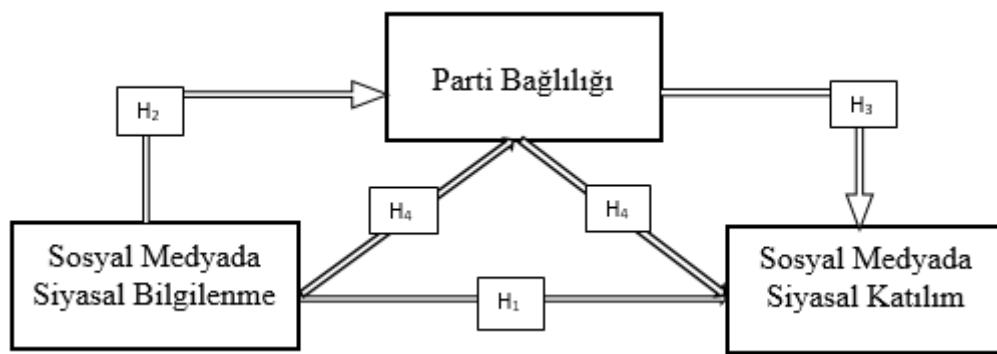 Parti Bağlılığı
H₂
H₃
H₄
H₄
Sosyal Medyada
Siyasal Bilgilenme
Sosyal Medyada
Siyasal Katılım
H₁